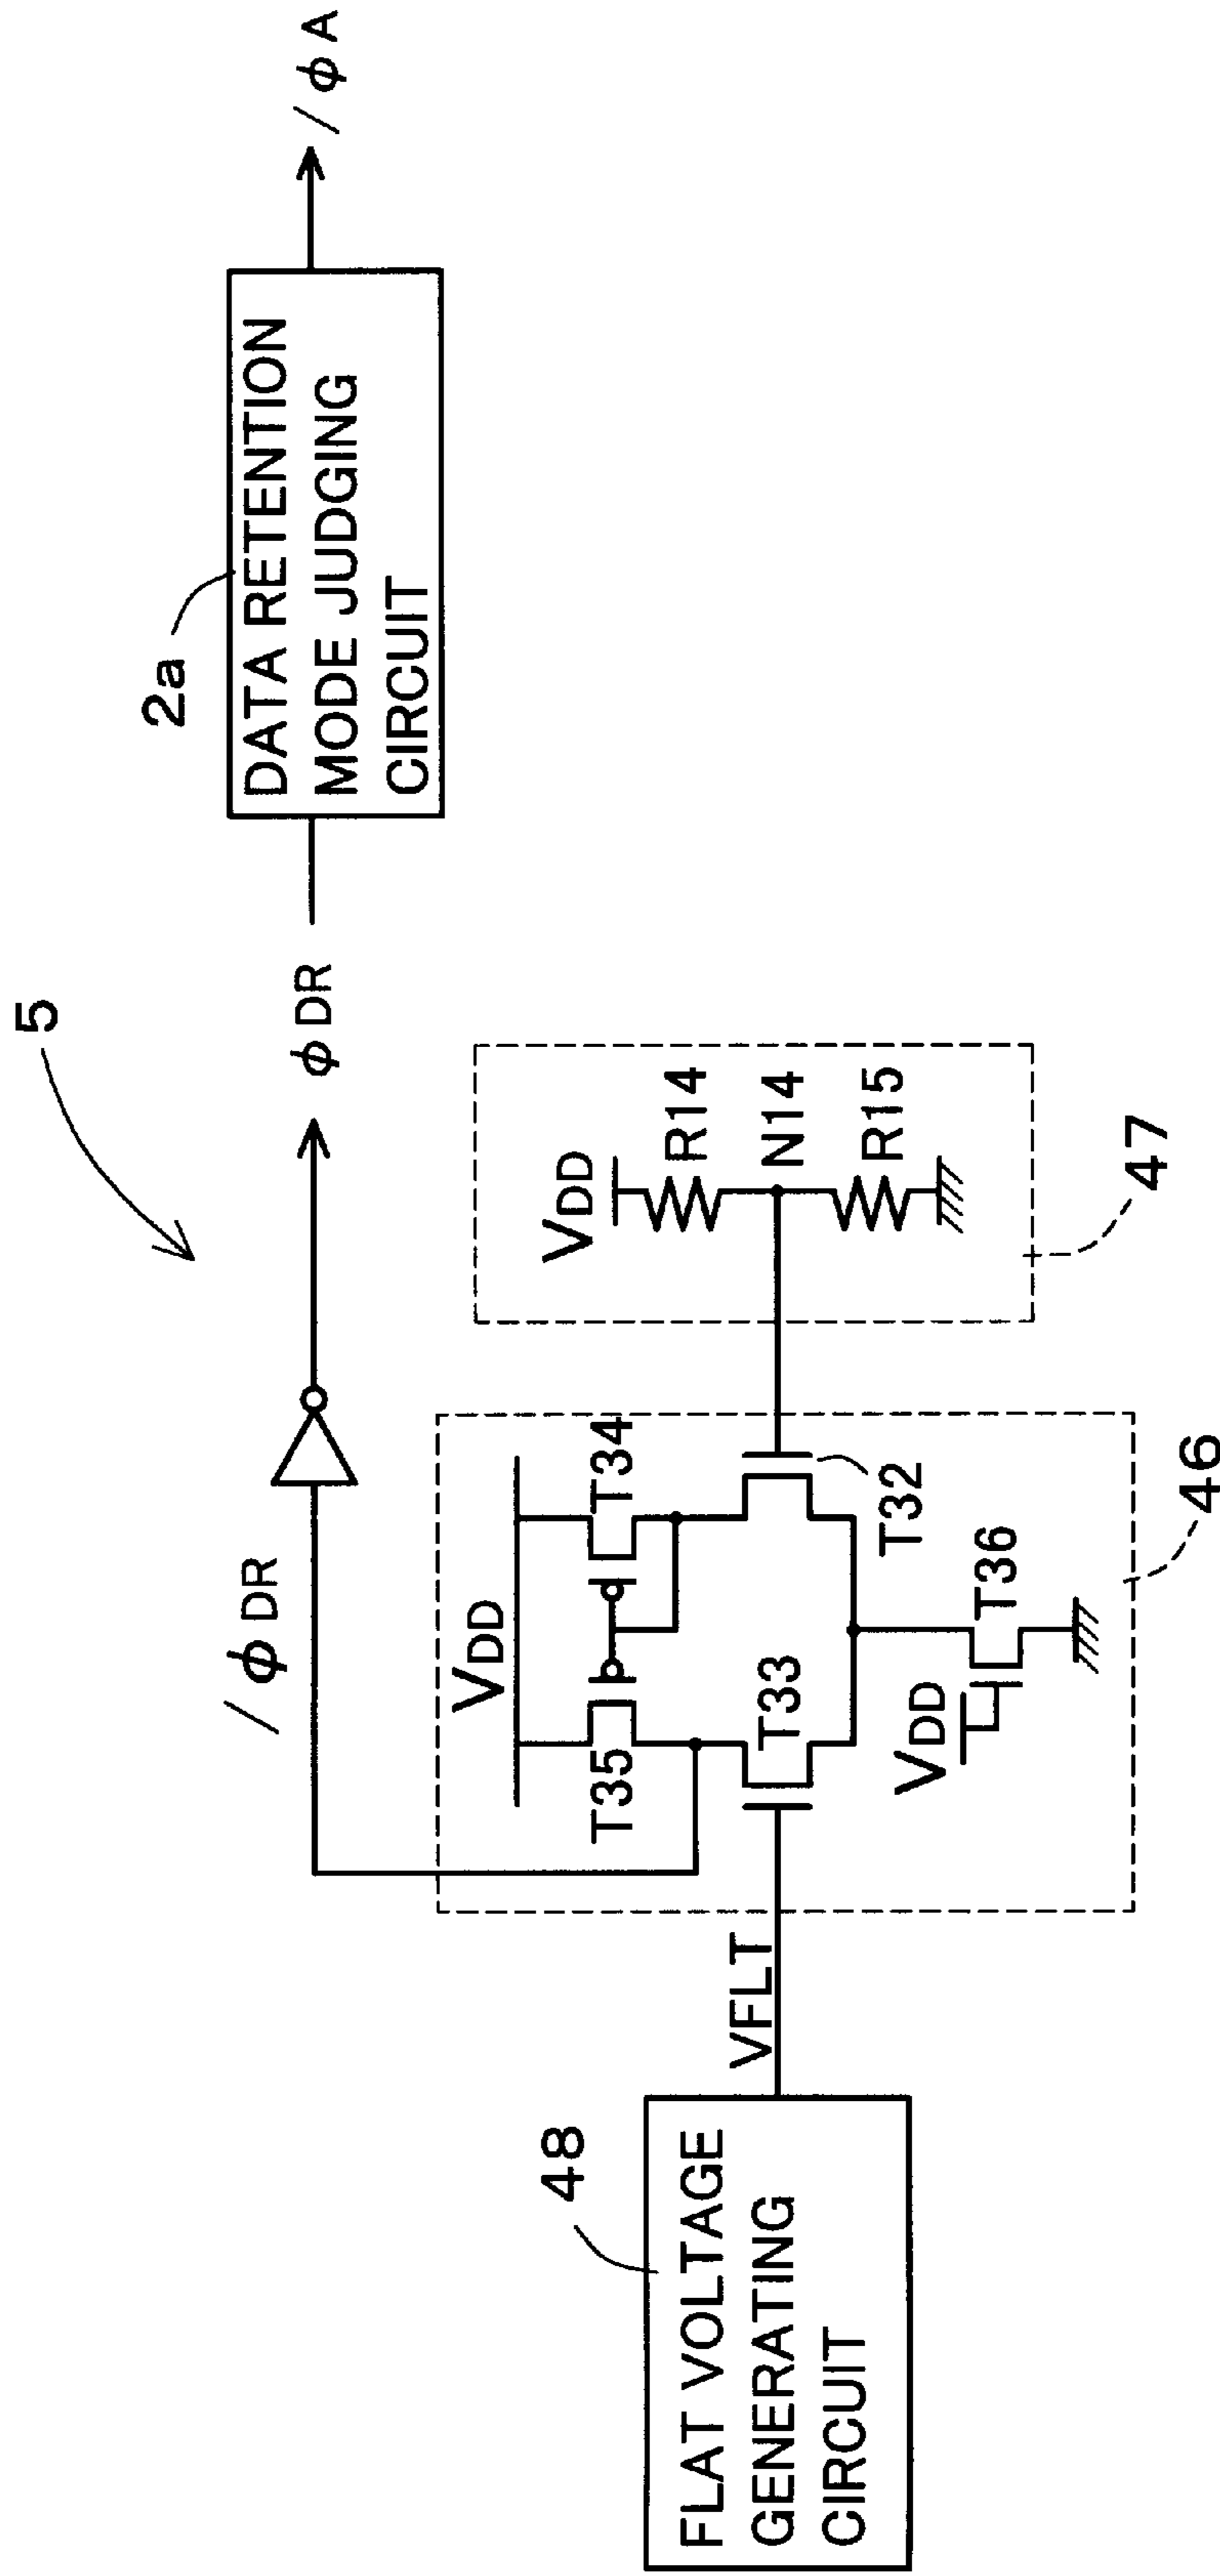 5
2a
DATA RETENTION
MODE JUDGING
CIRCUIT
/φDR
φDR
/φA
VDD
T35
T34
T33
T32
VDD
T36
46
VDD
R14
N14
R15
47
48
FLAT VOLTAGE
GENERATING
CIRCUIT
VFLT